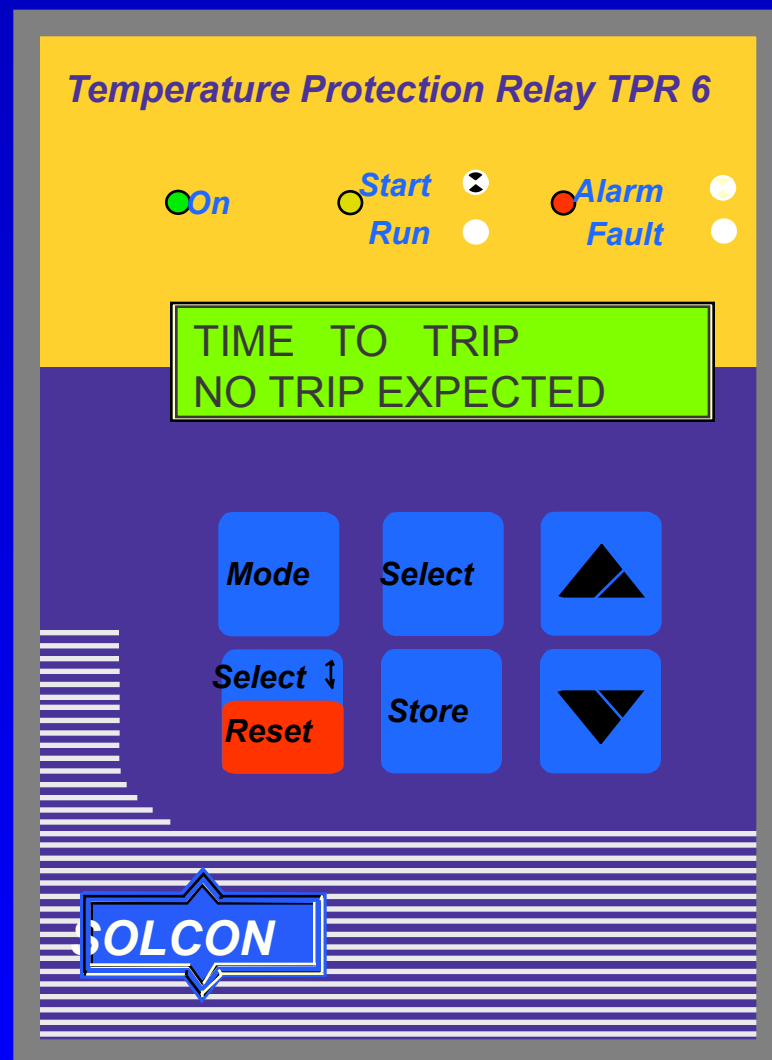 Temperature Protection Relay TPR 6
On
Start
Run
Alarm
Fault
TIME TO TRIP
NO TRIP EXPECTED
Mode
Select
Select
Reset
Store
SOLCON